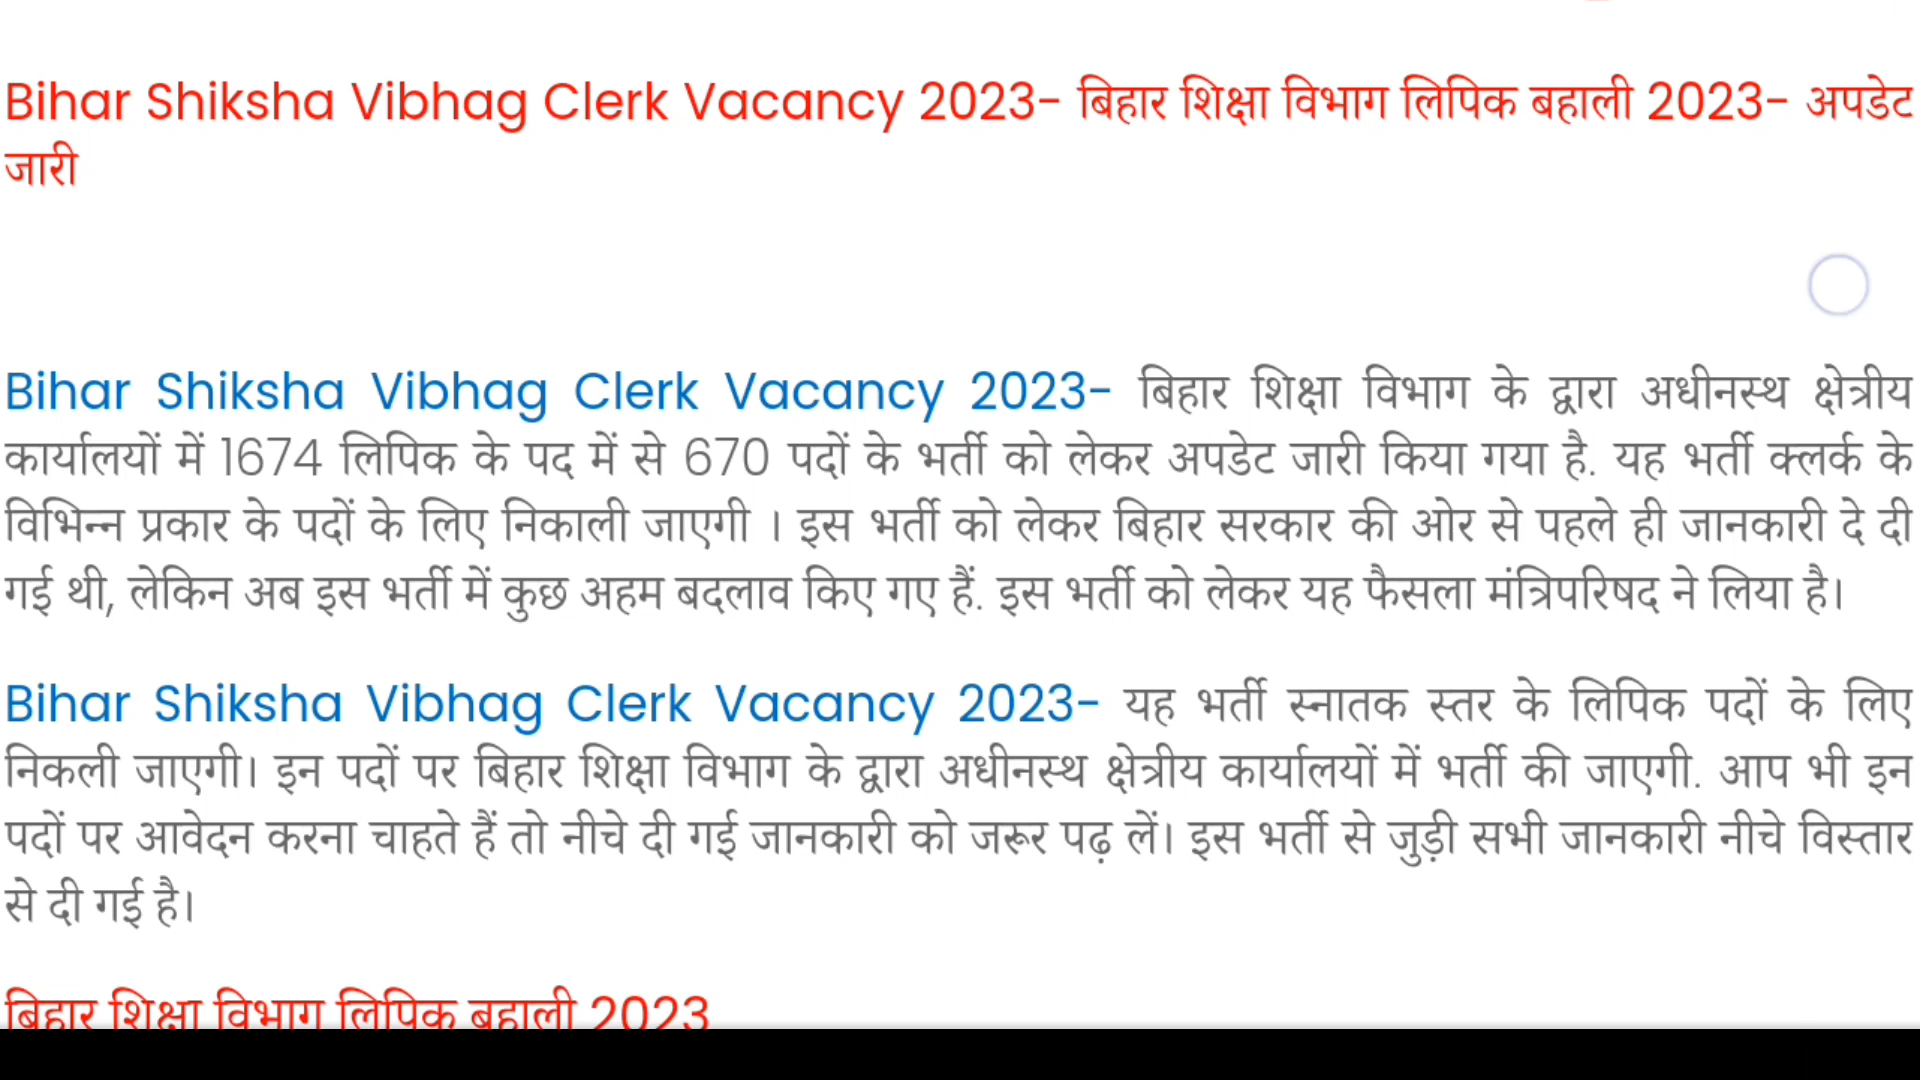 Bihar Shiksha Vibhag Clerk Vacancy 2023- बिहार शिक्षा विभाग लिपिक बहाली 2023- अपडेट
जारी
Bihar Shiksha Vibhag Clerk Vacancy 2023- बिहार शिक्षा विभाग के द्वारा अधीनस्थ क्षेत्रीय
कार्यालयों में 1674 लिपिक के पद में से 670 पदों के भर्ती को लेकर अपडेट जारी किया गया है. यह भर्ती क्लर्क के
विभिन्न प्रकार के पदों के लिए निकाली जाएगी । इस भर्ती को लेकर बिहार सरकार की ओर से पहले ही जानकारी दे दी
गई थी, लेकिन अब इस भर्ती में कुछ अहम बदलाव किए गए हैं. इस भर्ती को लेकर यह फैसला मंत्रिपरिषद ने लिया है।
Bihar Shiksha Vibhag Clerk Vacancy 2023- यह भर्ती स्नातक स्तर के लिपिक पदों के लिए
निकली जाएगी। इन पदों पर बिहार शिक्षा विभाग के द्वारा अधीनस्थ क्षेत्रीय कार्यालयों में भर्ती की जाएगी. आप भी इन
पदों पर आवेदन करना चाहते हैं तो नीचे दी गई जानकारी को जरूर पढ़ लें। इस भर्ती से जुड़ी सभी जानकारी नीचे विस्तार
से दी गई है।
बिहार शिक्षा विभाग लिपिक बहाली 2023